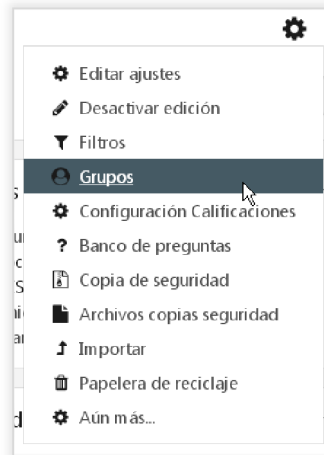 Editar ajustes
Desactivar edición
Filtros
Grupos
Configuración Calificaciones
? Banco de preguntas
Copia de seguridad
Archivos copias seguridad
Importar
Papelera de reciclaje
Aún más...